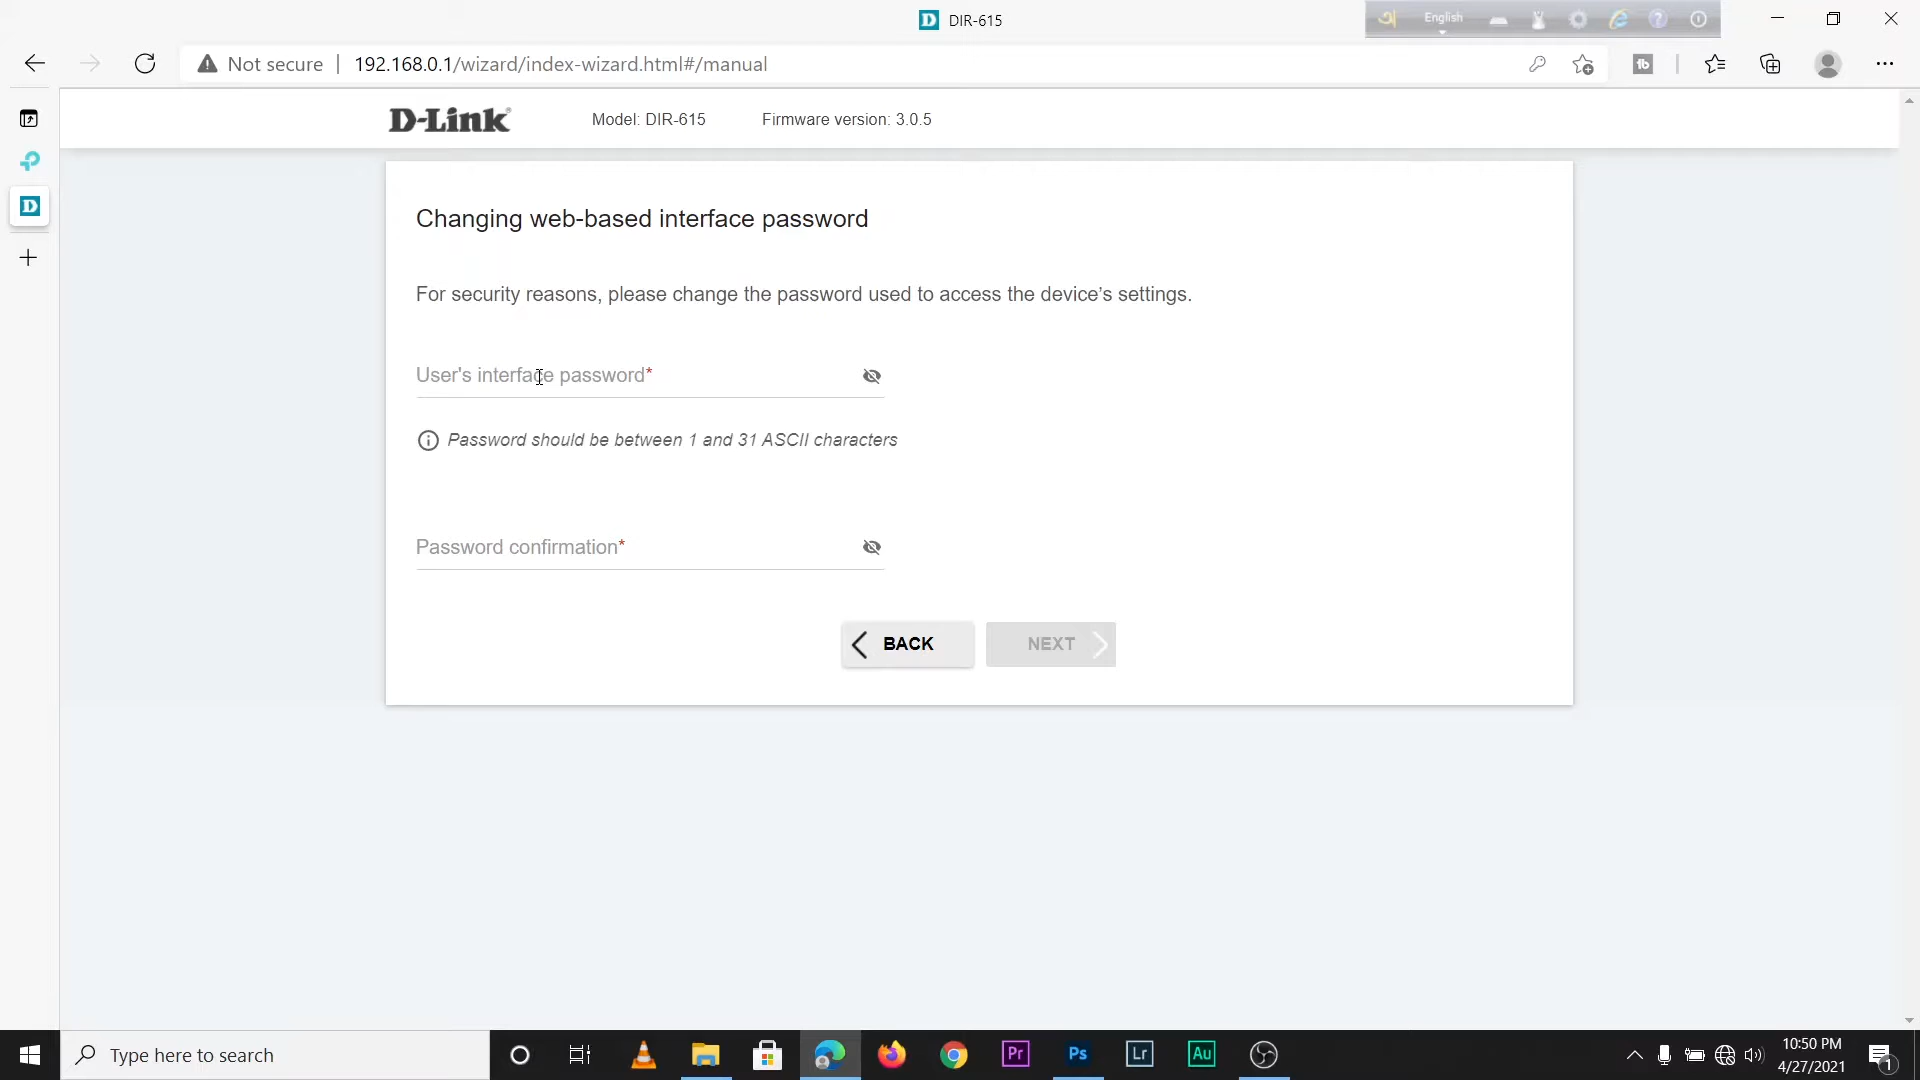 DIR-615
English
Not secure
192.168.0.1/wizard/index-wizard.html#/manual
D-Link
Model: DIR-615
Firmware version: 3.0.5
Changing web-based interface password
For security reasons, please change the password used to access the device’s settings.
User's interface password*
Password should be between 1 and 31 ASCII characters
Password confirmation*
BACK
NEXT
Type here to search
Pr
Ps
Lr
Au
10:50 PM
4/27/2021
1